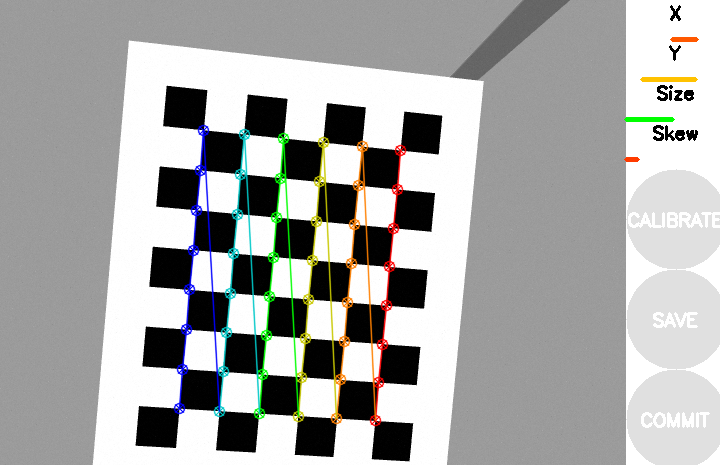 X
Y
Size
Skew
CALIBRATE
SAVE
COMMIT